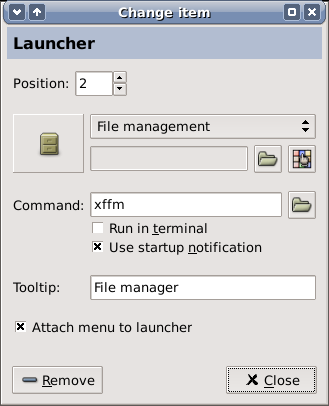 Change item
Launcher
Position: 2
File management
Command: xffm
Run in terminal
Use startup notification
Tooltip: File manager
Attach menu to launcher
Remove Close